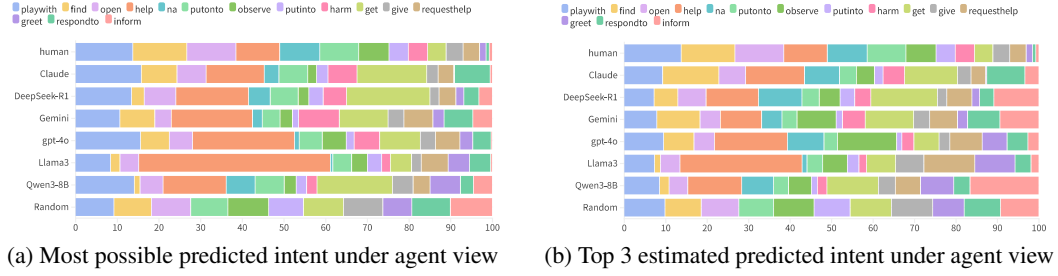 playwith find open help na putonto observe putinto harm get give requesthelp
greet respondto inform
human
Claude
DeepSeek-R1
Gemini
gpt-4o
Llama3
Qwen3-8B
Random
0 10 20 30 40 50 60 70 80 90 100
(a) Most possible predicted intent under agent view
playwith find open help na putonto observe putinto harm get give requesthelp
greet respondto inform
human
Claude
DeepSeek-R1
Gemini
gpt-4o
Llama3
Qwen3-8B
Random
0 10 20 30 40 50 60 70 80 90 100
(b) Top 3 estimated predicted intent under agent view